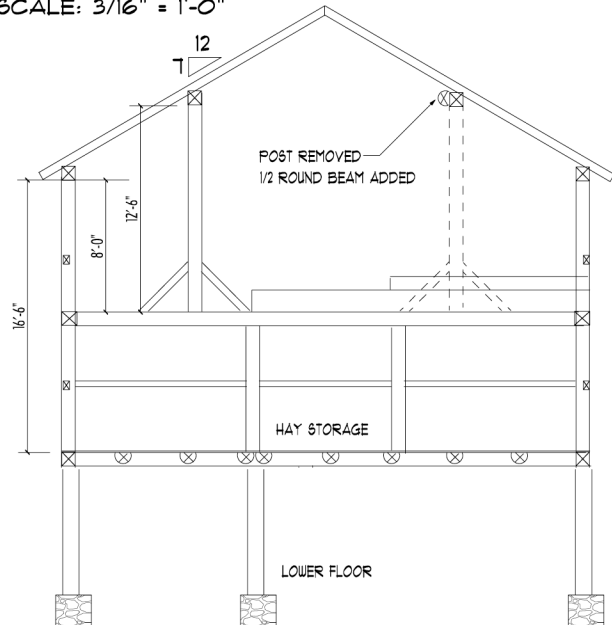 SCALE: 3/16" = 1'-0"
12
7
POST REMOVED
1/2 ROUND BEAM ADDED
12'-6"
8'-0"
16'-6"
HAY STORAGE
LOWER FLOOR